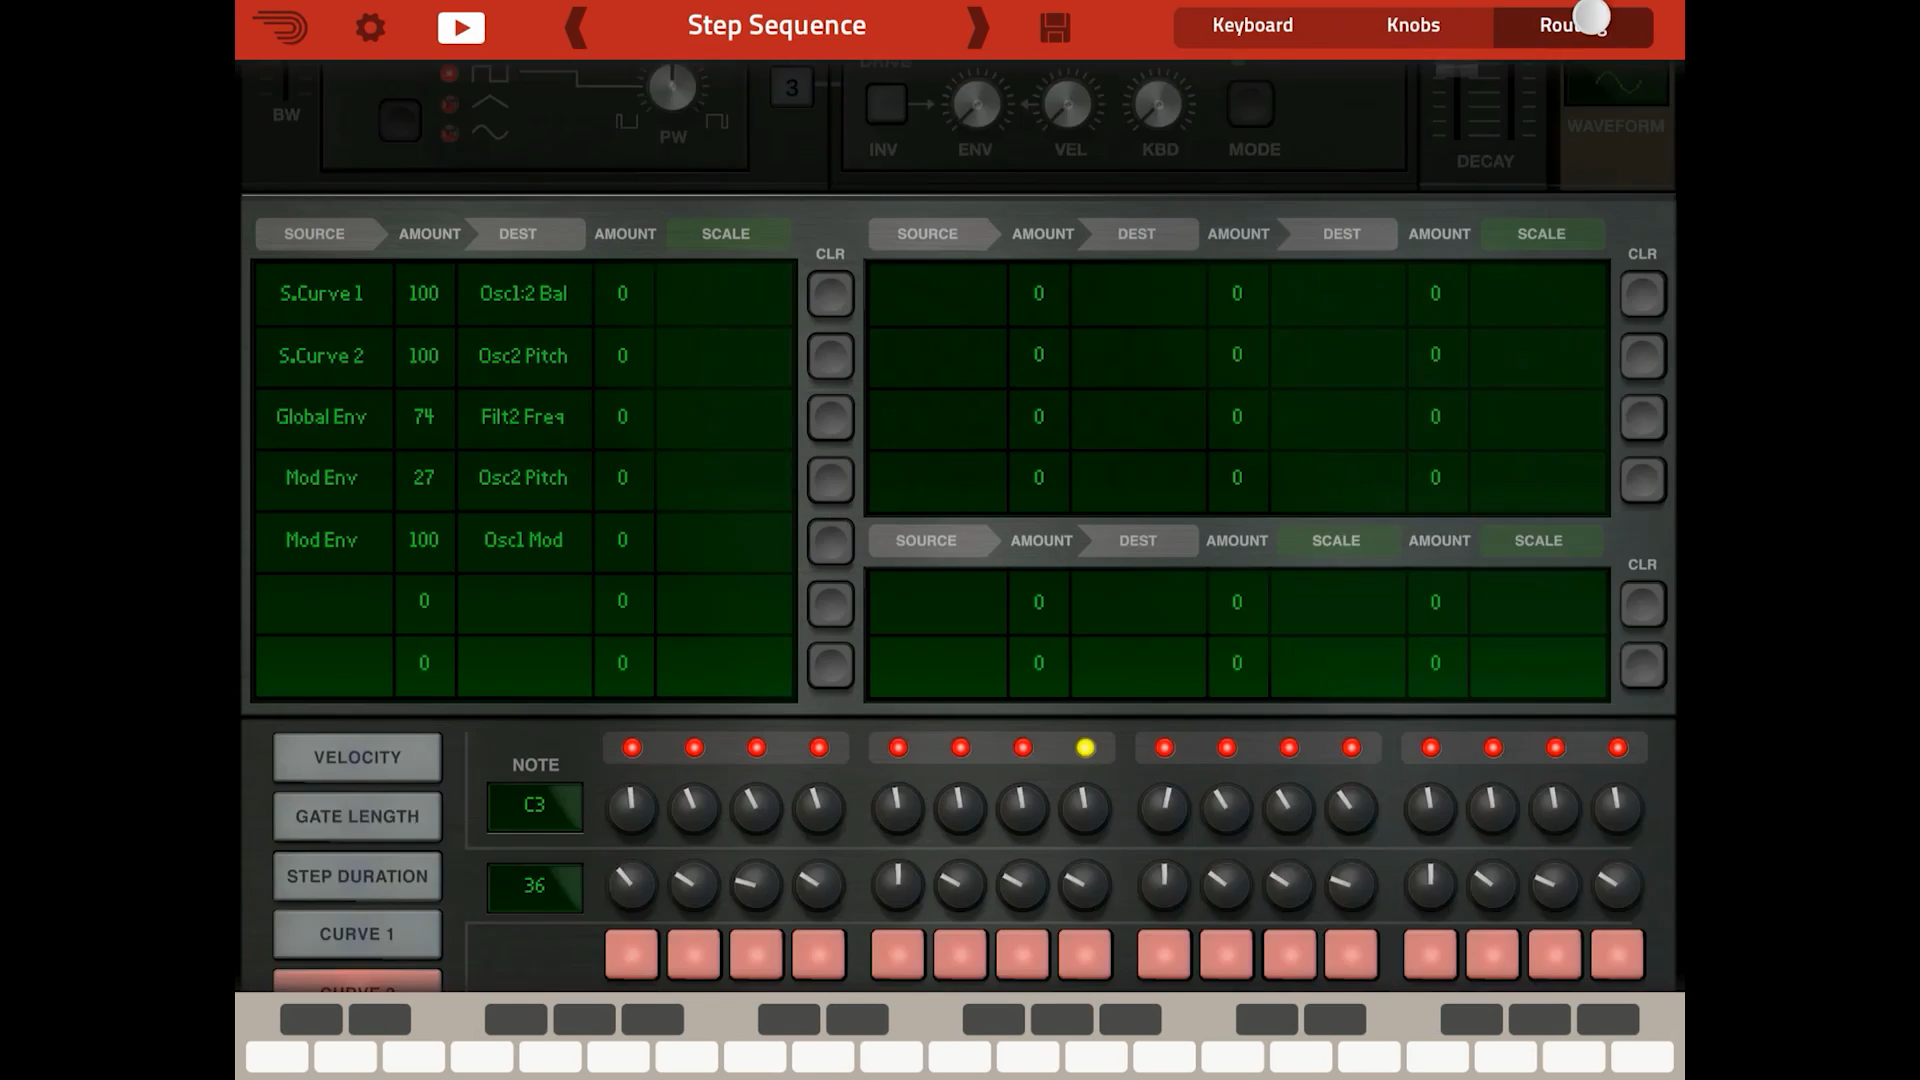 Step Sequence
Keyboard Knobs
BW
PW
3
DRIVE
INV ENV VEL KBD MODE
DECAY
WAVEFORM
SOURCE AMOUNT DEST AMOUNT SCALE
CLR
S.Curve 1 100 Osc1:2 Bal 0
S.Curve 2 100 Osc2 Pitch 0
Global Env 74 Filt2 Freq 0
Mod Env 27 Osc2 Pitch 0
Mod Env 100 Osc1 Mod 0
0 0
0 0
SOURCE AMOUNT DEST AMOUNT DEST AMOUNT SCALE
CLR
0 0 0
0 0 0
0 0 0
0 0 0
SOURCE AMOUNT DEST AMOUNT SCALE AMOUNT SCALE
CLR
0 0 0
0 0 0
VELOCITY
GATE LENGTH
STEP DURATION
CURVE 1
CURVE 2
NOTE
C3
36